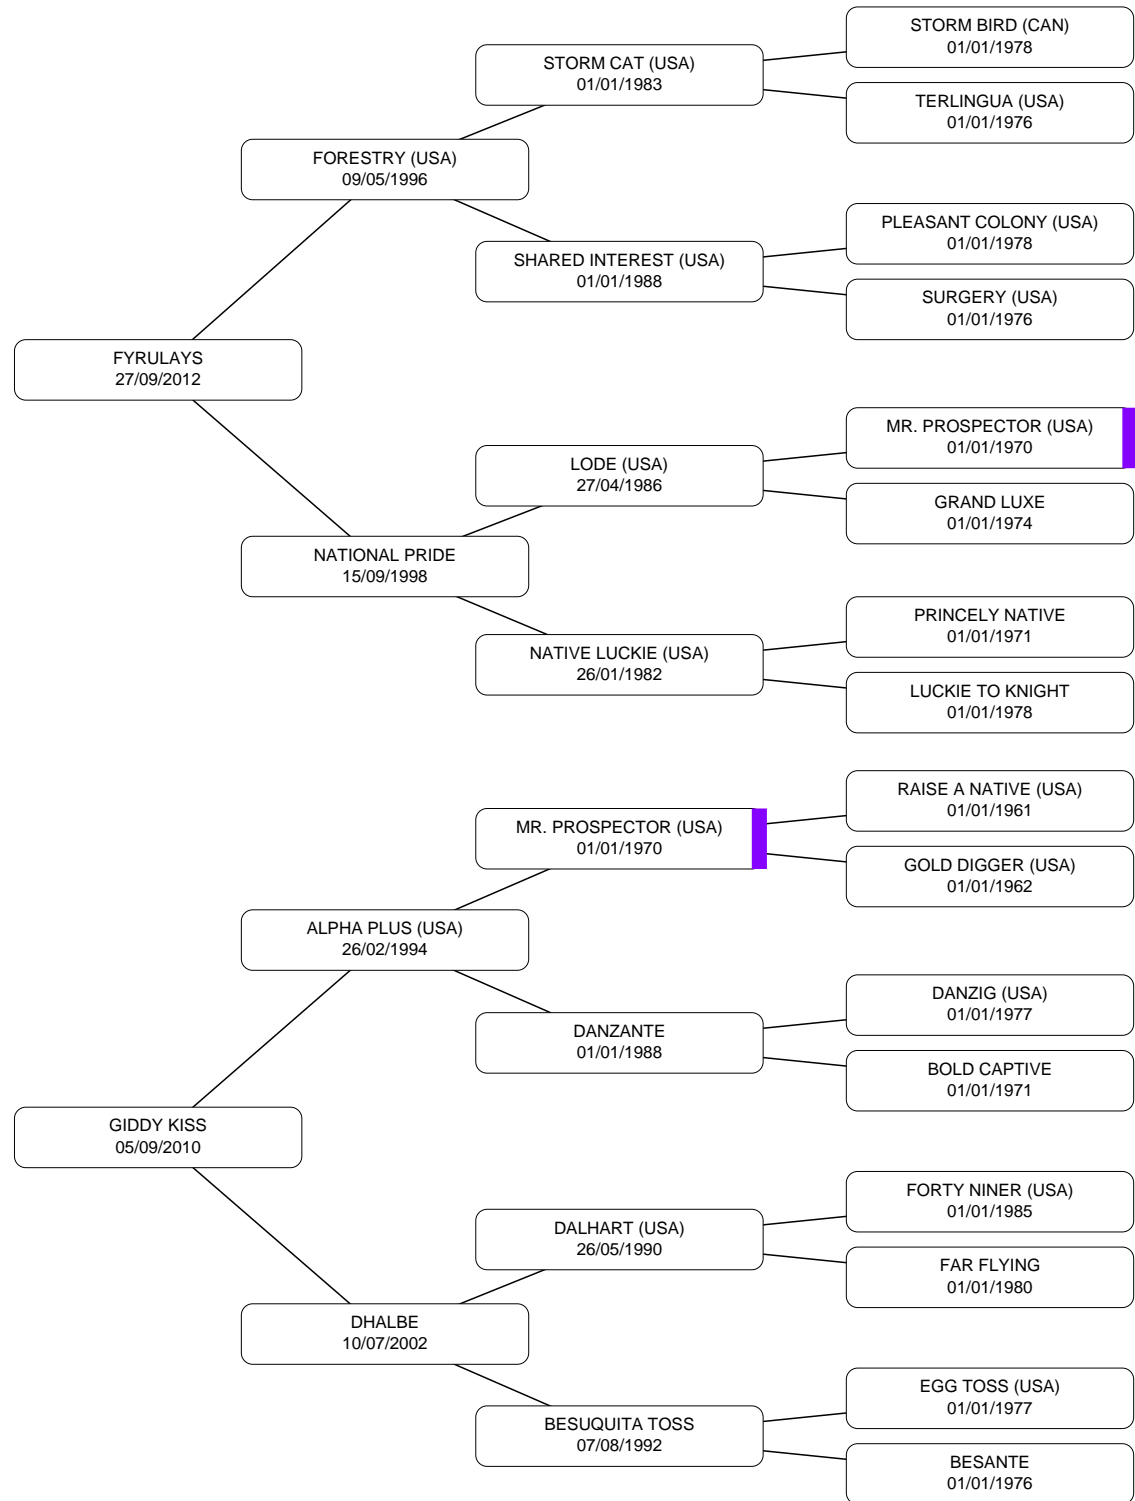 STORM BIRD (CAN)
01/01/1978
STORM CAT (USA)
01/01/1983
TERLINGUA (USA)
01/01/1976
FORESTRY (USA)
09/05/1996
PLEASANT COLONY (USA)
01/01/1978
SHARED INTEREST (USA)
01/01/1988
SURGERY (USA)
01/01/1976
FYRULAYS
27/09/2012
MR. PROSPECTOR (USA)
01/01/1970
LODE (USA)
27/04/1986
GRAND LUXE
01/01/1974
NATIONAL PRIDE
15/09/1998
PRINCELY NATIVE
01/01/1971
NATIVE LUCKIE (USA)
26/01/1982
LUCKIE TO KNIGHT
01/01/1978
RAISE A NATIVE (USA)
01/01/1961
MR. PROSPECTOR (USA)
01/01/1970
GOLD DIGGER (USA)
01/01/1962
ALPHA PLUS (USA)
26/02/1994
DANZIG (USA)
01/01/1977
DANZANTE
01/01/1988
BOLD CAPTIVE
01/01/1971
GIDDY KISS
05/09/2010
FORTY NINER (USA)
01/01/1985
DALHART (USA)
26/05/1990
FAR FLYING
01/01/1980
DHALBE
10/07/2002
EGG TOSS (USA)
01/01/1977
BESUQUITA TOSS
07/08/1992
BESANTE
01/01/1976